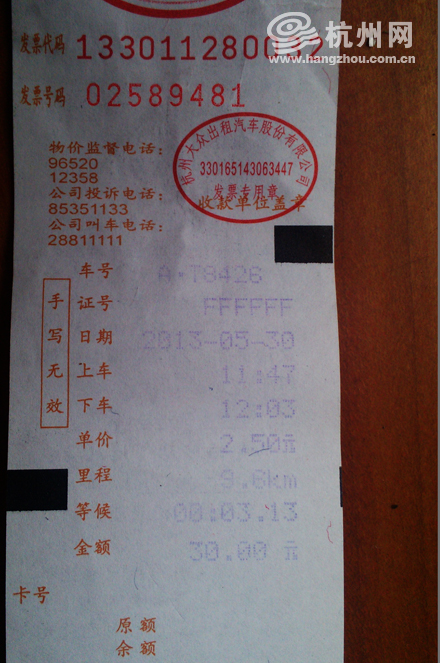 杭州网
www.hangzhou.com.cn
发票代码
发票号码 02589481
杭州大众出租汽车股份有限公司
330165143063447
发票专用章
收款单位盖章
物价监督电话:
96520
12358
公司投诉电话:
85351133
公司叫车电话:
28811111
手写无效
车号 A·T8426
证号 FFFFFF
日期 2013-05-30
上车 11:47
下车 12:03
单价 2.50元
里程 9.6km
等候 00:03.13
金额 30.00 元
卡号
原额
余额